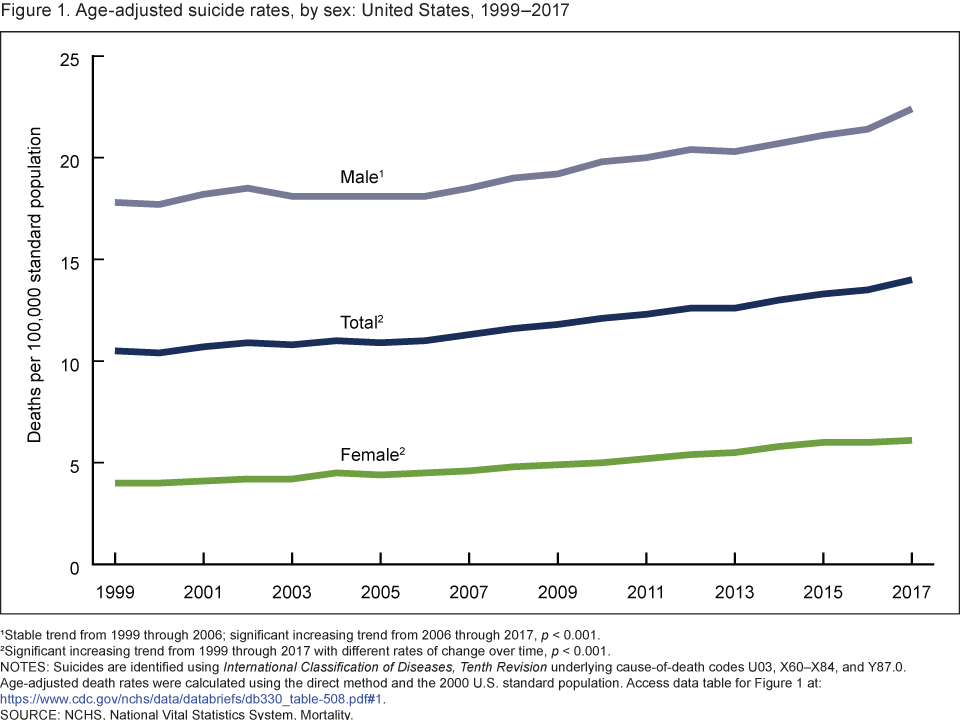 Figure 1. Age-adjusted suicide rates, by sex: United States, 1999–2017
25
20
15
10
5
0
Deaths per 100,000 standard population
Male¹
Total²
Female²
1999 2001 2003 2005 2007 2009 2011 2013 2015 2017
¹Stable trend from 1999 through 2006; significant increasing trend from 2006 through 2017, p < 0.001.
²Significant increasing trend from 1999 through 2017 with different rates of change over time, p < 0.001.
NOTES: Suicides are identified using International Classification of Diseases, Tenth Revision underlying cause-of-death codes U03, X60–X84, and Y87.0.
Age-adjusted death rates were calculated using the direct method and the 2000 U.S. standard population. Access data table for Figure 1 at:
https://www.cdc.gov/nchs/data/databriefs/db330_table-508.pdf#1.
SOURCE: NCHS, National Vital Statistics System, Mortality.